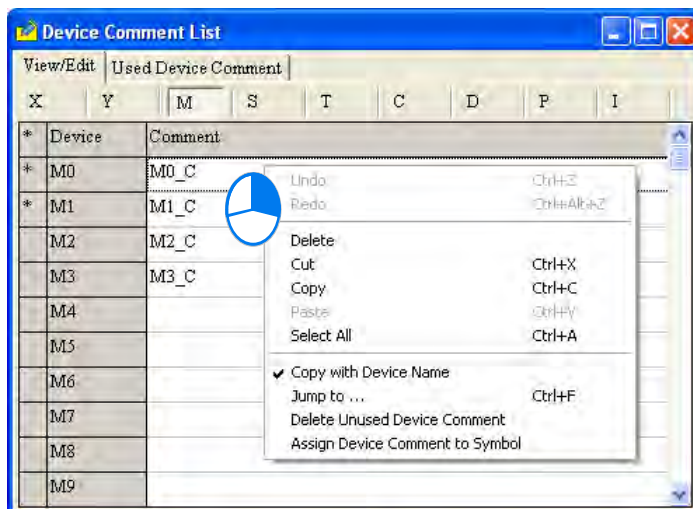 Device Comment List
View/Edit Used Device Comment
X Y M S T C D P I
* Device Comment
* M0 M0_C
* M1 M1_C
M2 M2_C
M3 M3_C
M4
M5
M6
M7
M8
M9
Undo Ctrl+Z
Redo Ctrl+Alt+Z
Delete
Cut Ctrl+X
Copy Ctrl+C
Paste Ctrl+V
Select All Ctrl+A
✓ Copy with Device Name
Jump to ... Ctrl+F
Delete Unused Device Comment
Assign Device Comment to Symbol